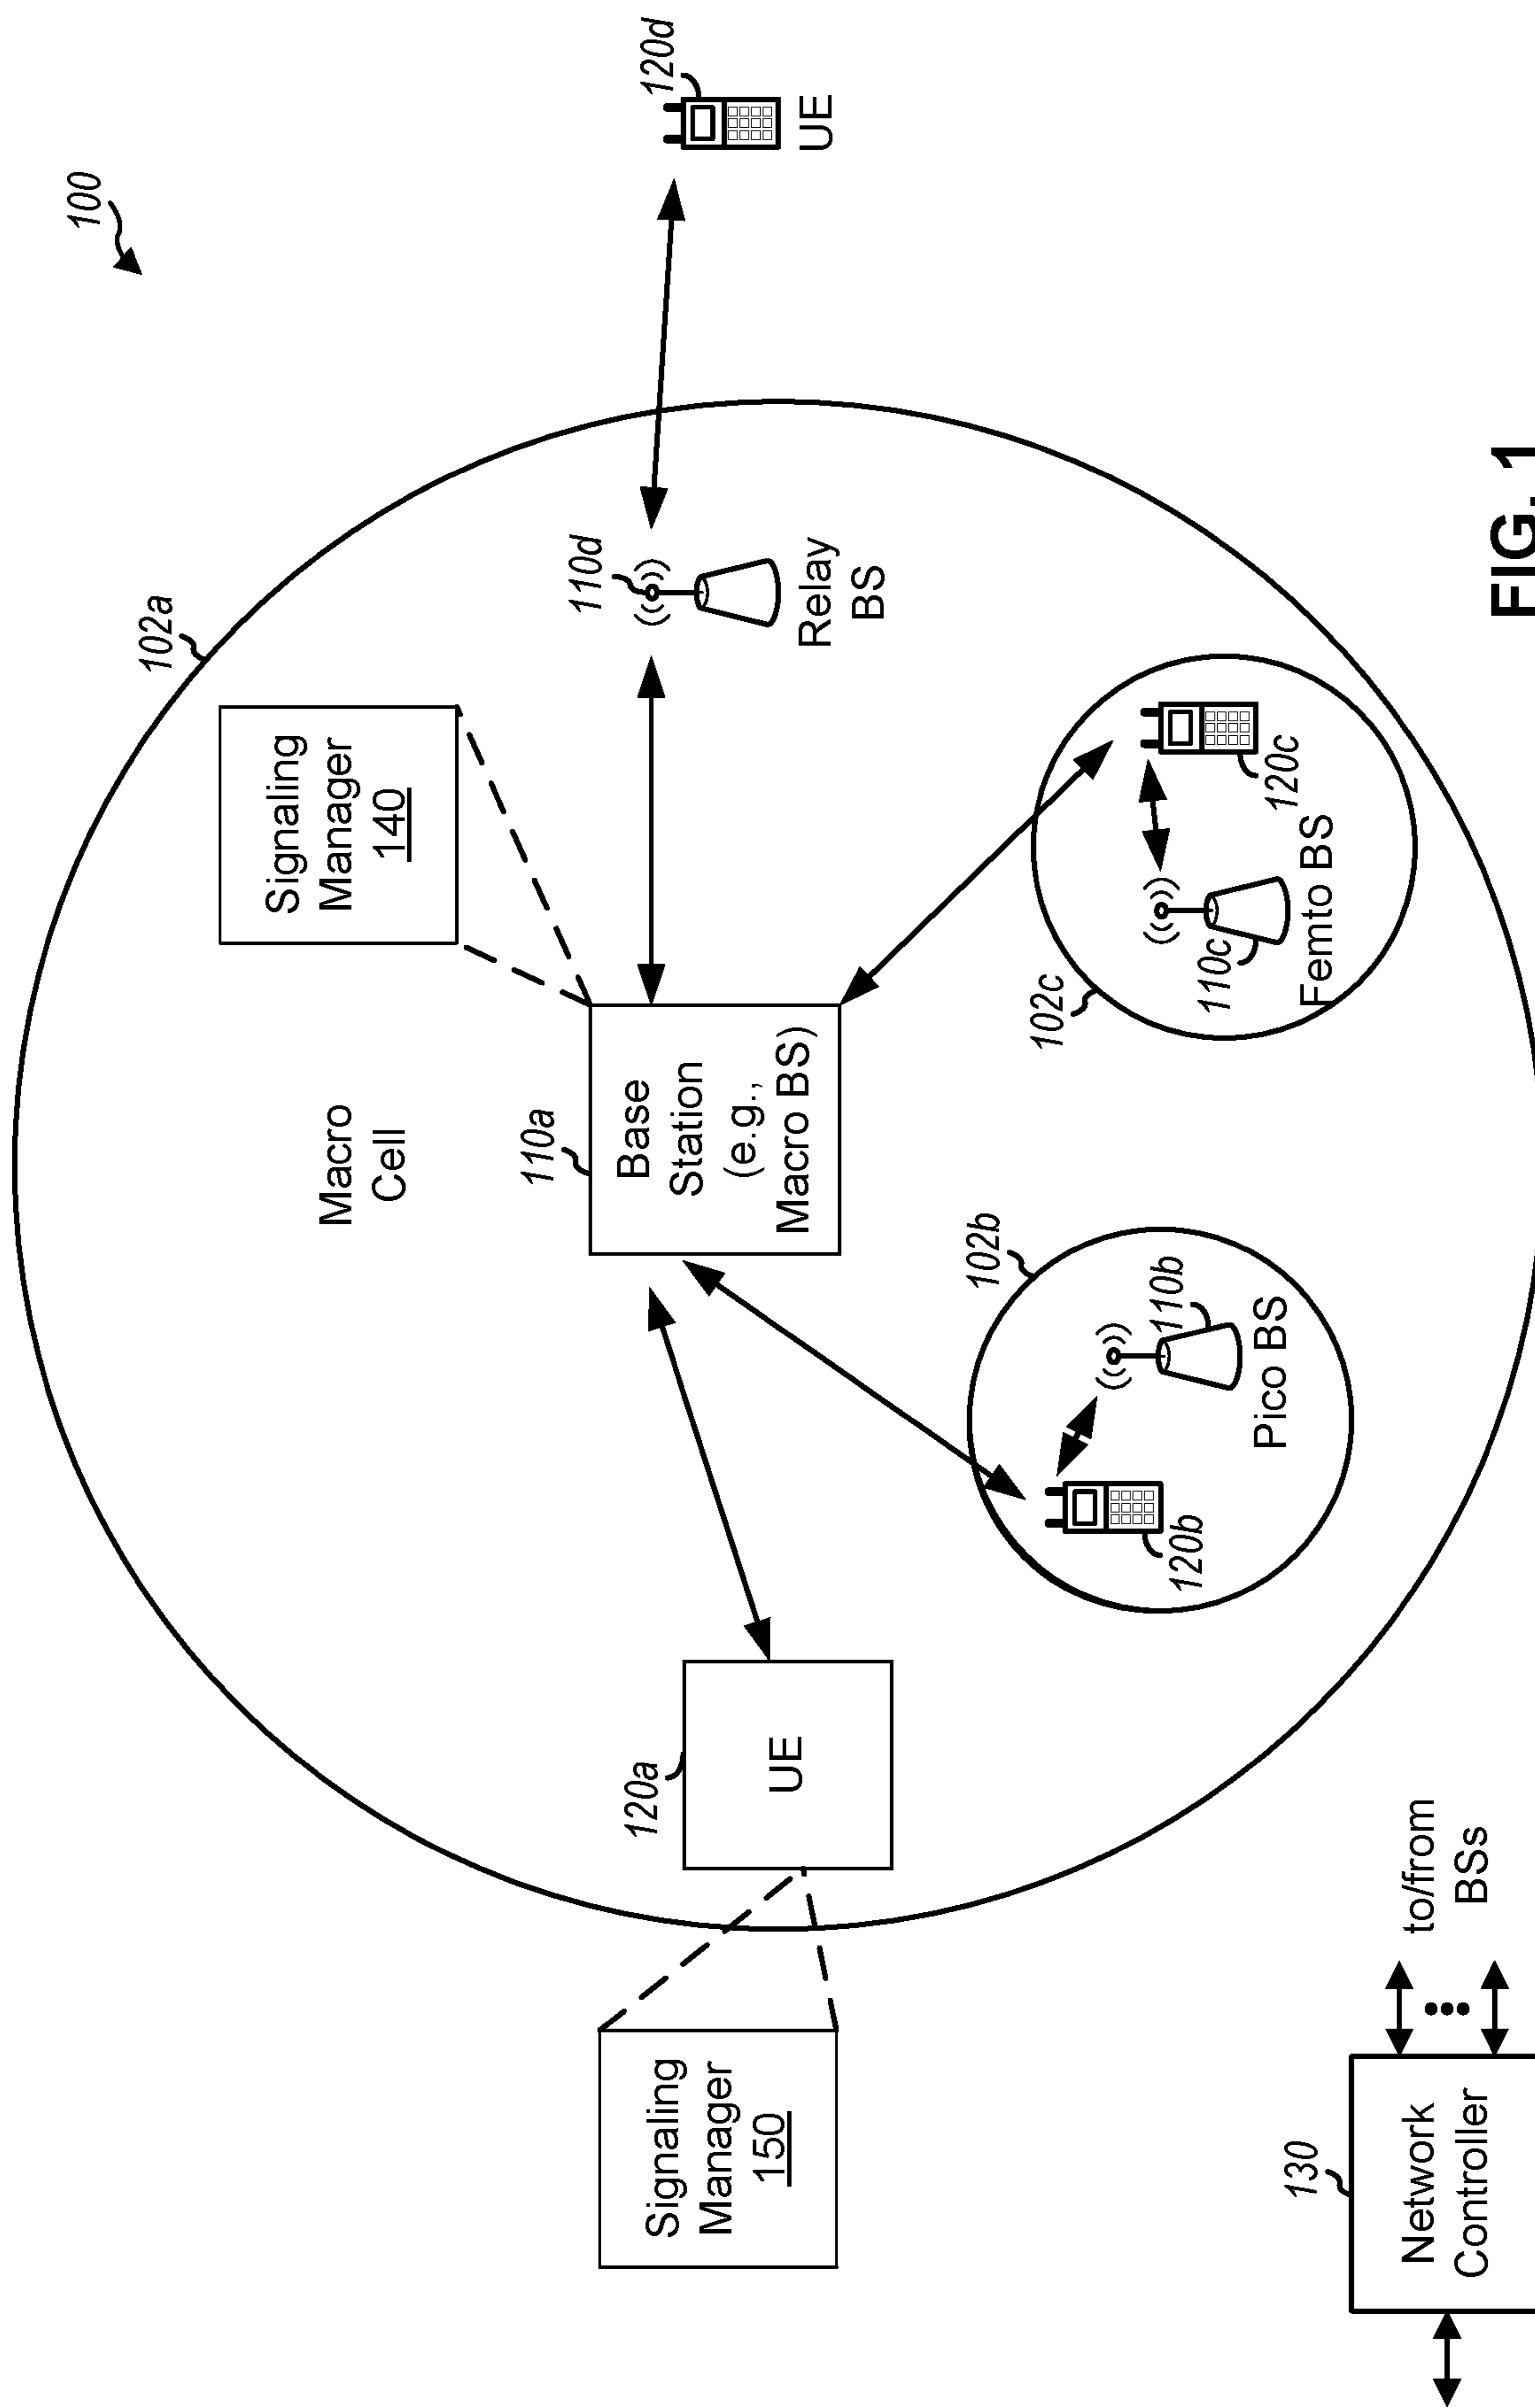 100
102a
Signaling
Manager
140
Macro
Cell
110a
Base
Station
(e.g.,
Macro BS)
110d
Relay
BS
120d
UE
120a
UE
Signaling
Manager
150
102b
110b
Pico BS
120b
102c
110c
Femto BS
120c
130
Network
Controller
to/from
BSs
FIG. 1